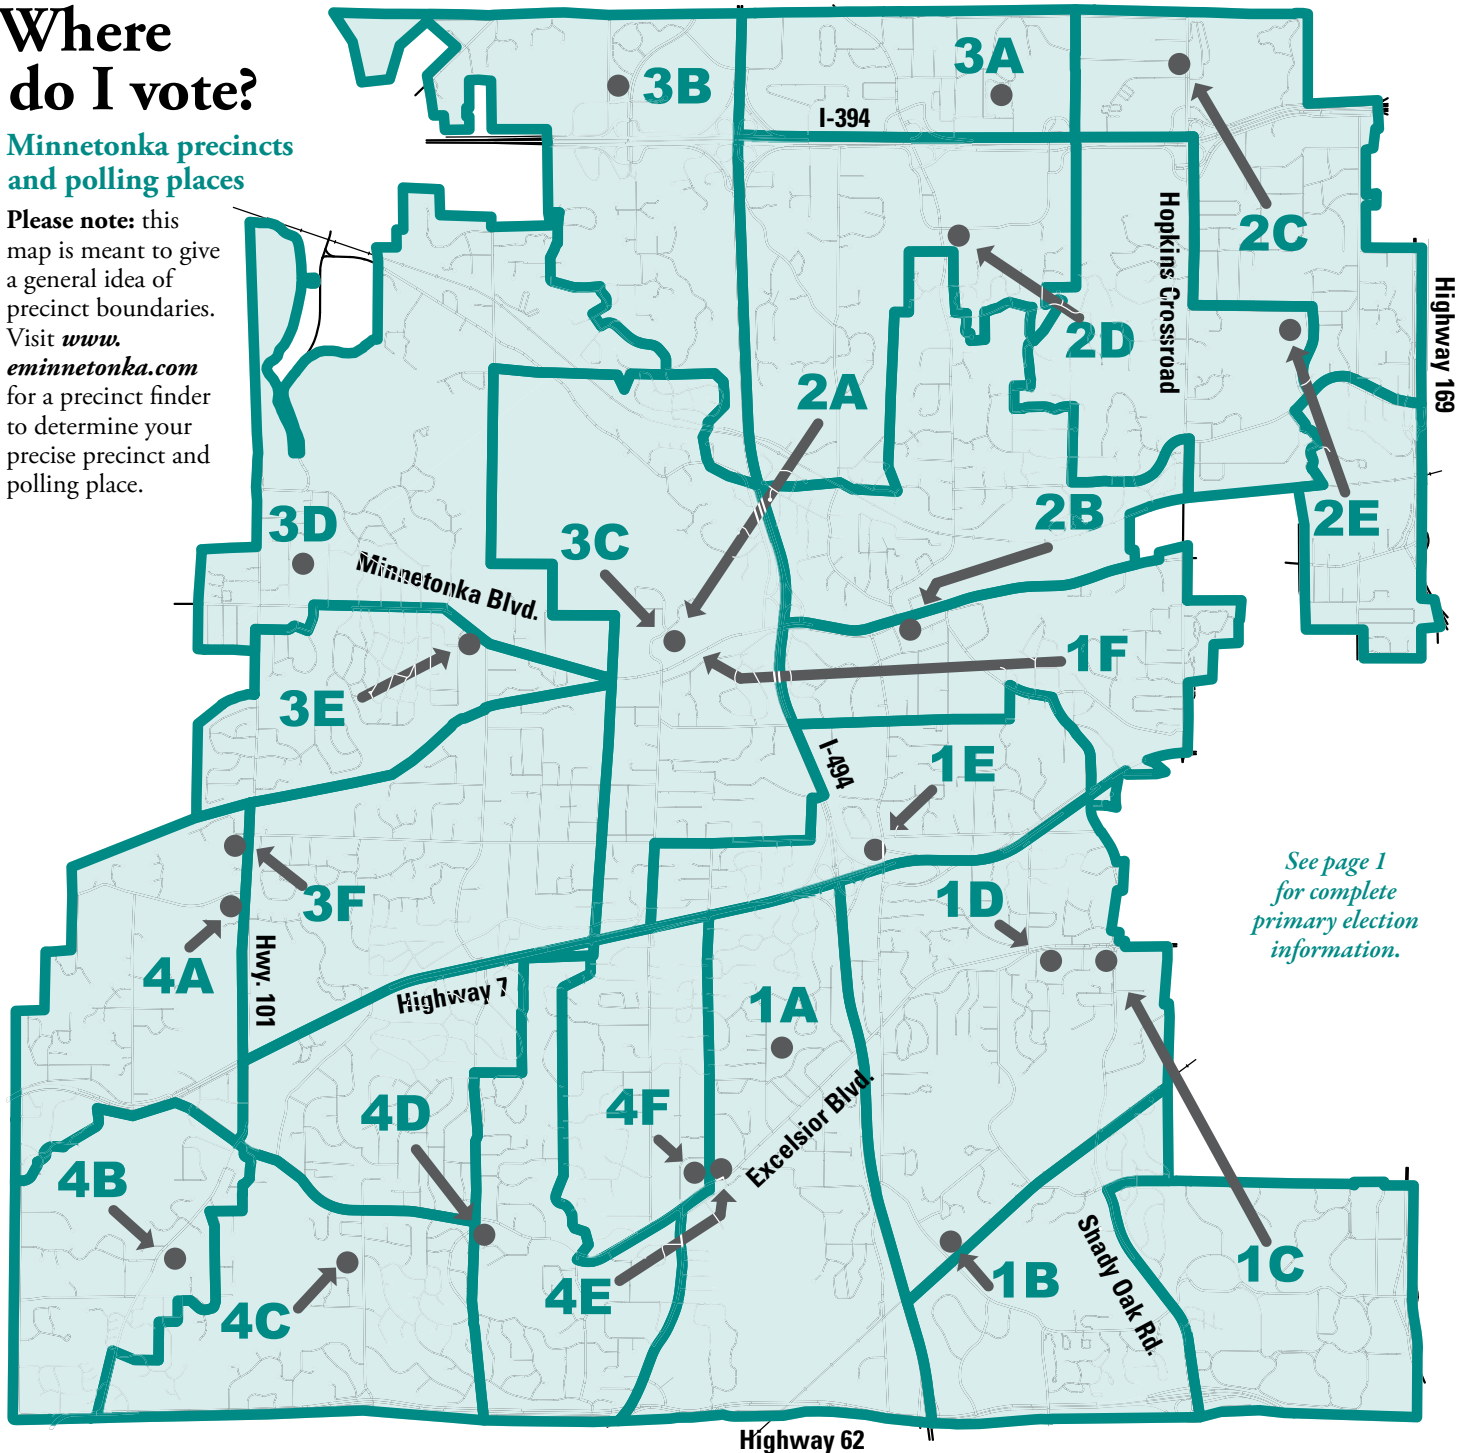 Where
do I vote?
Minnetonka precincts
and polling places
Please note: this
map is meant to give
a general idea of
precinct boundaries.
Visit www.
eminnetonka.com
for a precinct finder
to determine your
precise precinct and
polling place.
3B
3A
I-394
2C
Hopkins Crossroad
Highway 169
2D
2A
2B
2E
3D
3C
Minnetonka Blvd.
1F
3E
I-494
1E
See page 1
for complete
primary election
information.
3F
1D
4A
Hwy. 101
Highway 7
1A
4D
4F
Excelsior Blvd.
4B
4C
4E
1B
Shady Oak Rd.
1C
Highway 62